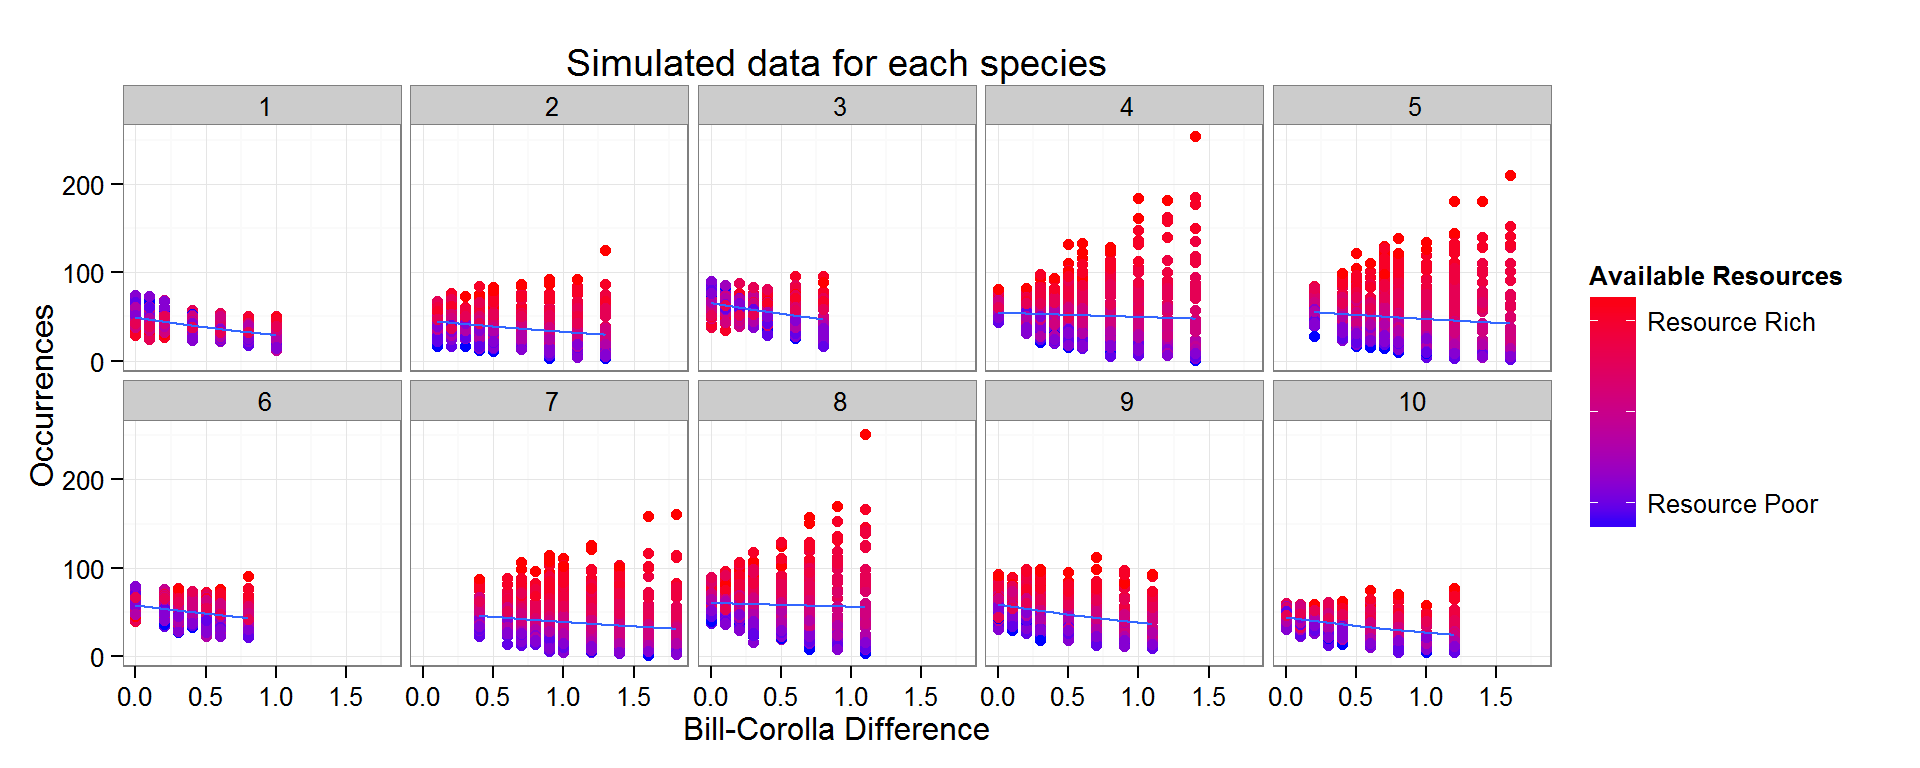 Simulated data for each species
1 2 3 4 5
200
100
0
6 7 8 9 10
200
100
0
0.0 0.5 1.0 1.5 0.0 0.5 1.0 1.5 0.0 0.5 1.0 1.5 0.0 0.5 1.0 1.5 0.0 0.5 1.0 1.5
Occurrences
Bill-Corolla Difference
Available Resources
Resource Rich
Resource Poor